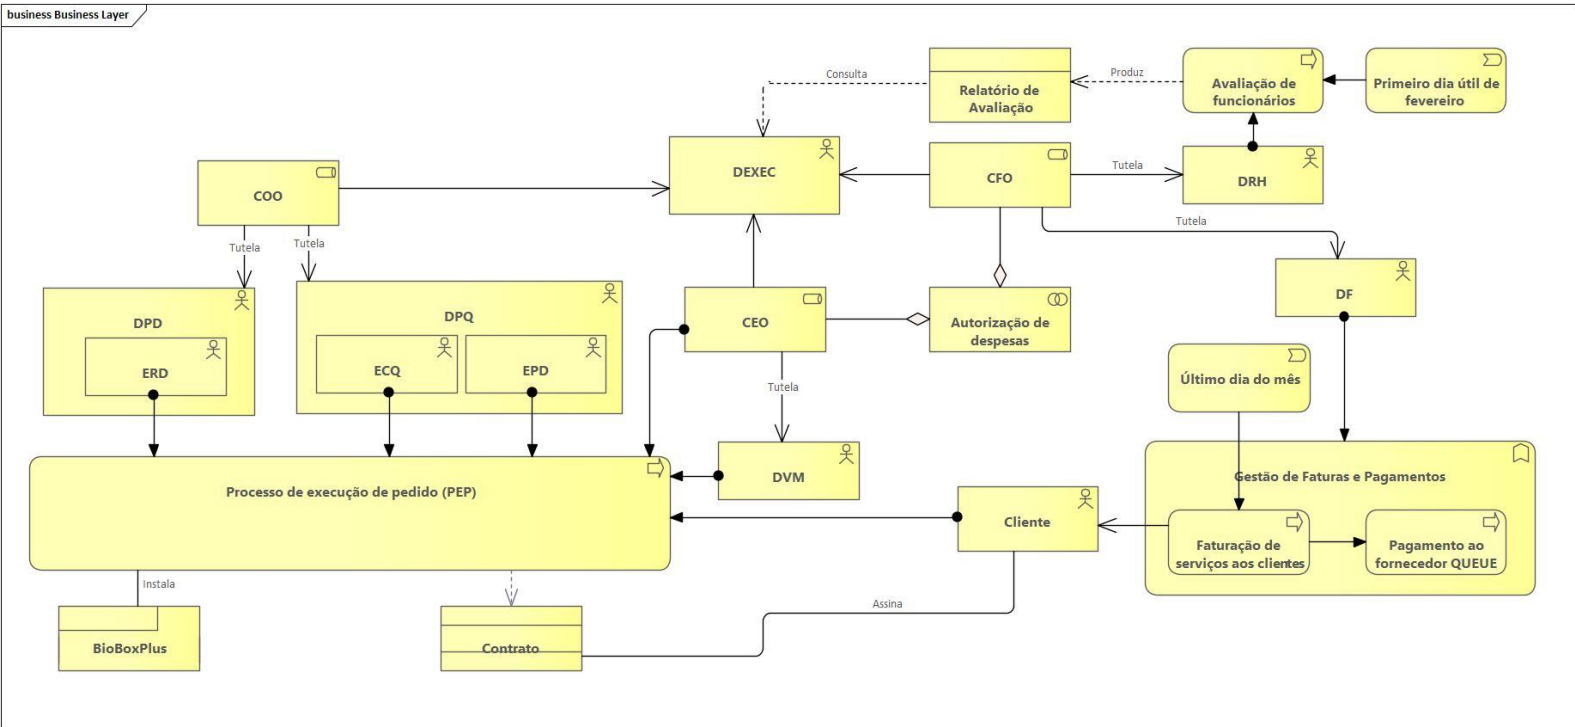 business Business Layer
Consulta
Relatório de
Avaliação
Produz
Avaliação de
funcionários
Primeiro dia útil de
fevereiro
COO
DEXEC
CFO
Tutela
DRH
Tutela
Tutela
Tutela
DPD
ERD
DPQ
ECQ
EPD
CEO
Autorização de
despesas
DF
Tutela
Último dia do mês
Processo de execução de pedido (PEP)
DVM
Cliente
Gestão de Faturas e Pagamentos
Faturação de
serviços aos clientes
Pagamento ao
fornecedor QUEUE
Instala
BioBoxPlus
Contrato
Assina